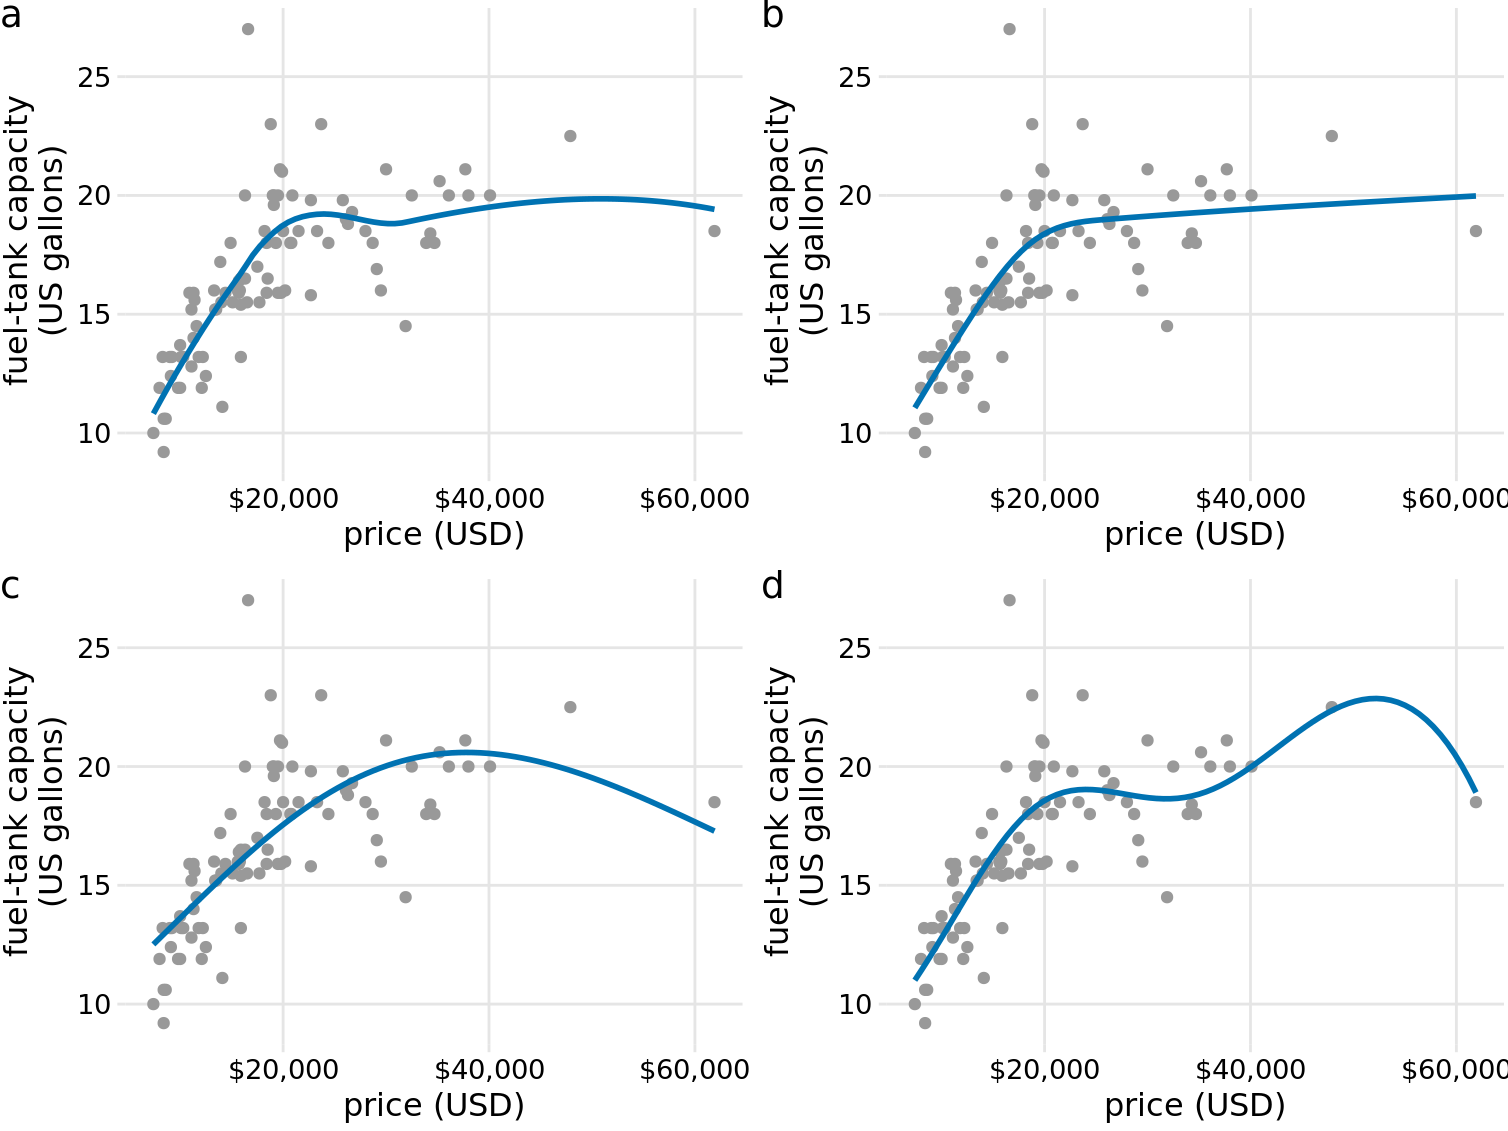 a
25
20
15
10
fuel-tank capacity
(US gallons)
$20,000 $40,000 $60,000
price (USD)
b
25
20
15
10
fuel-tank capacity
(US gallons)
$20,000 $40,000 $60,000
price (USD)
c
25
20
15
10
fuel-tank capacity
(US gallons)
$20,000 $40,000 $60,000
price (USD)
d
25
20
15
10
fuel-tank capacity
(US gallons)
$20,000 $40,000 $60,000
price (USD)